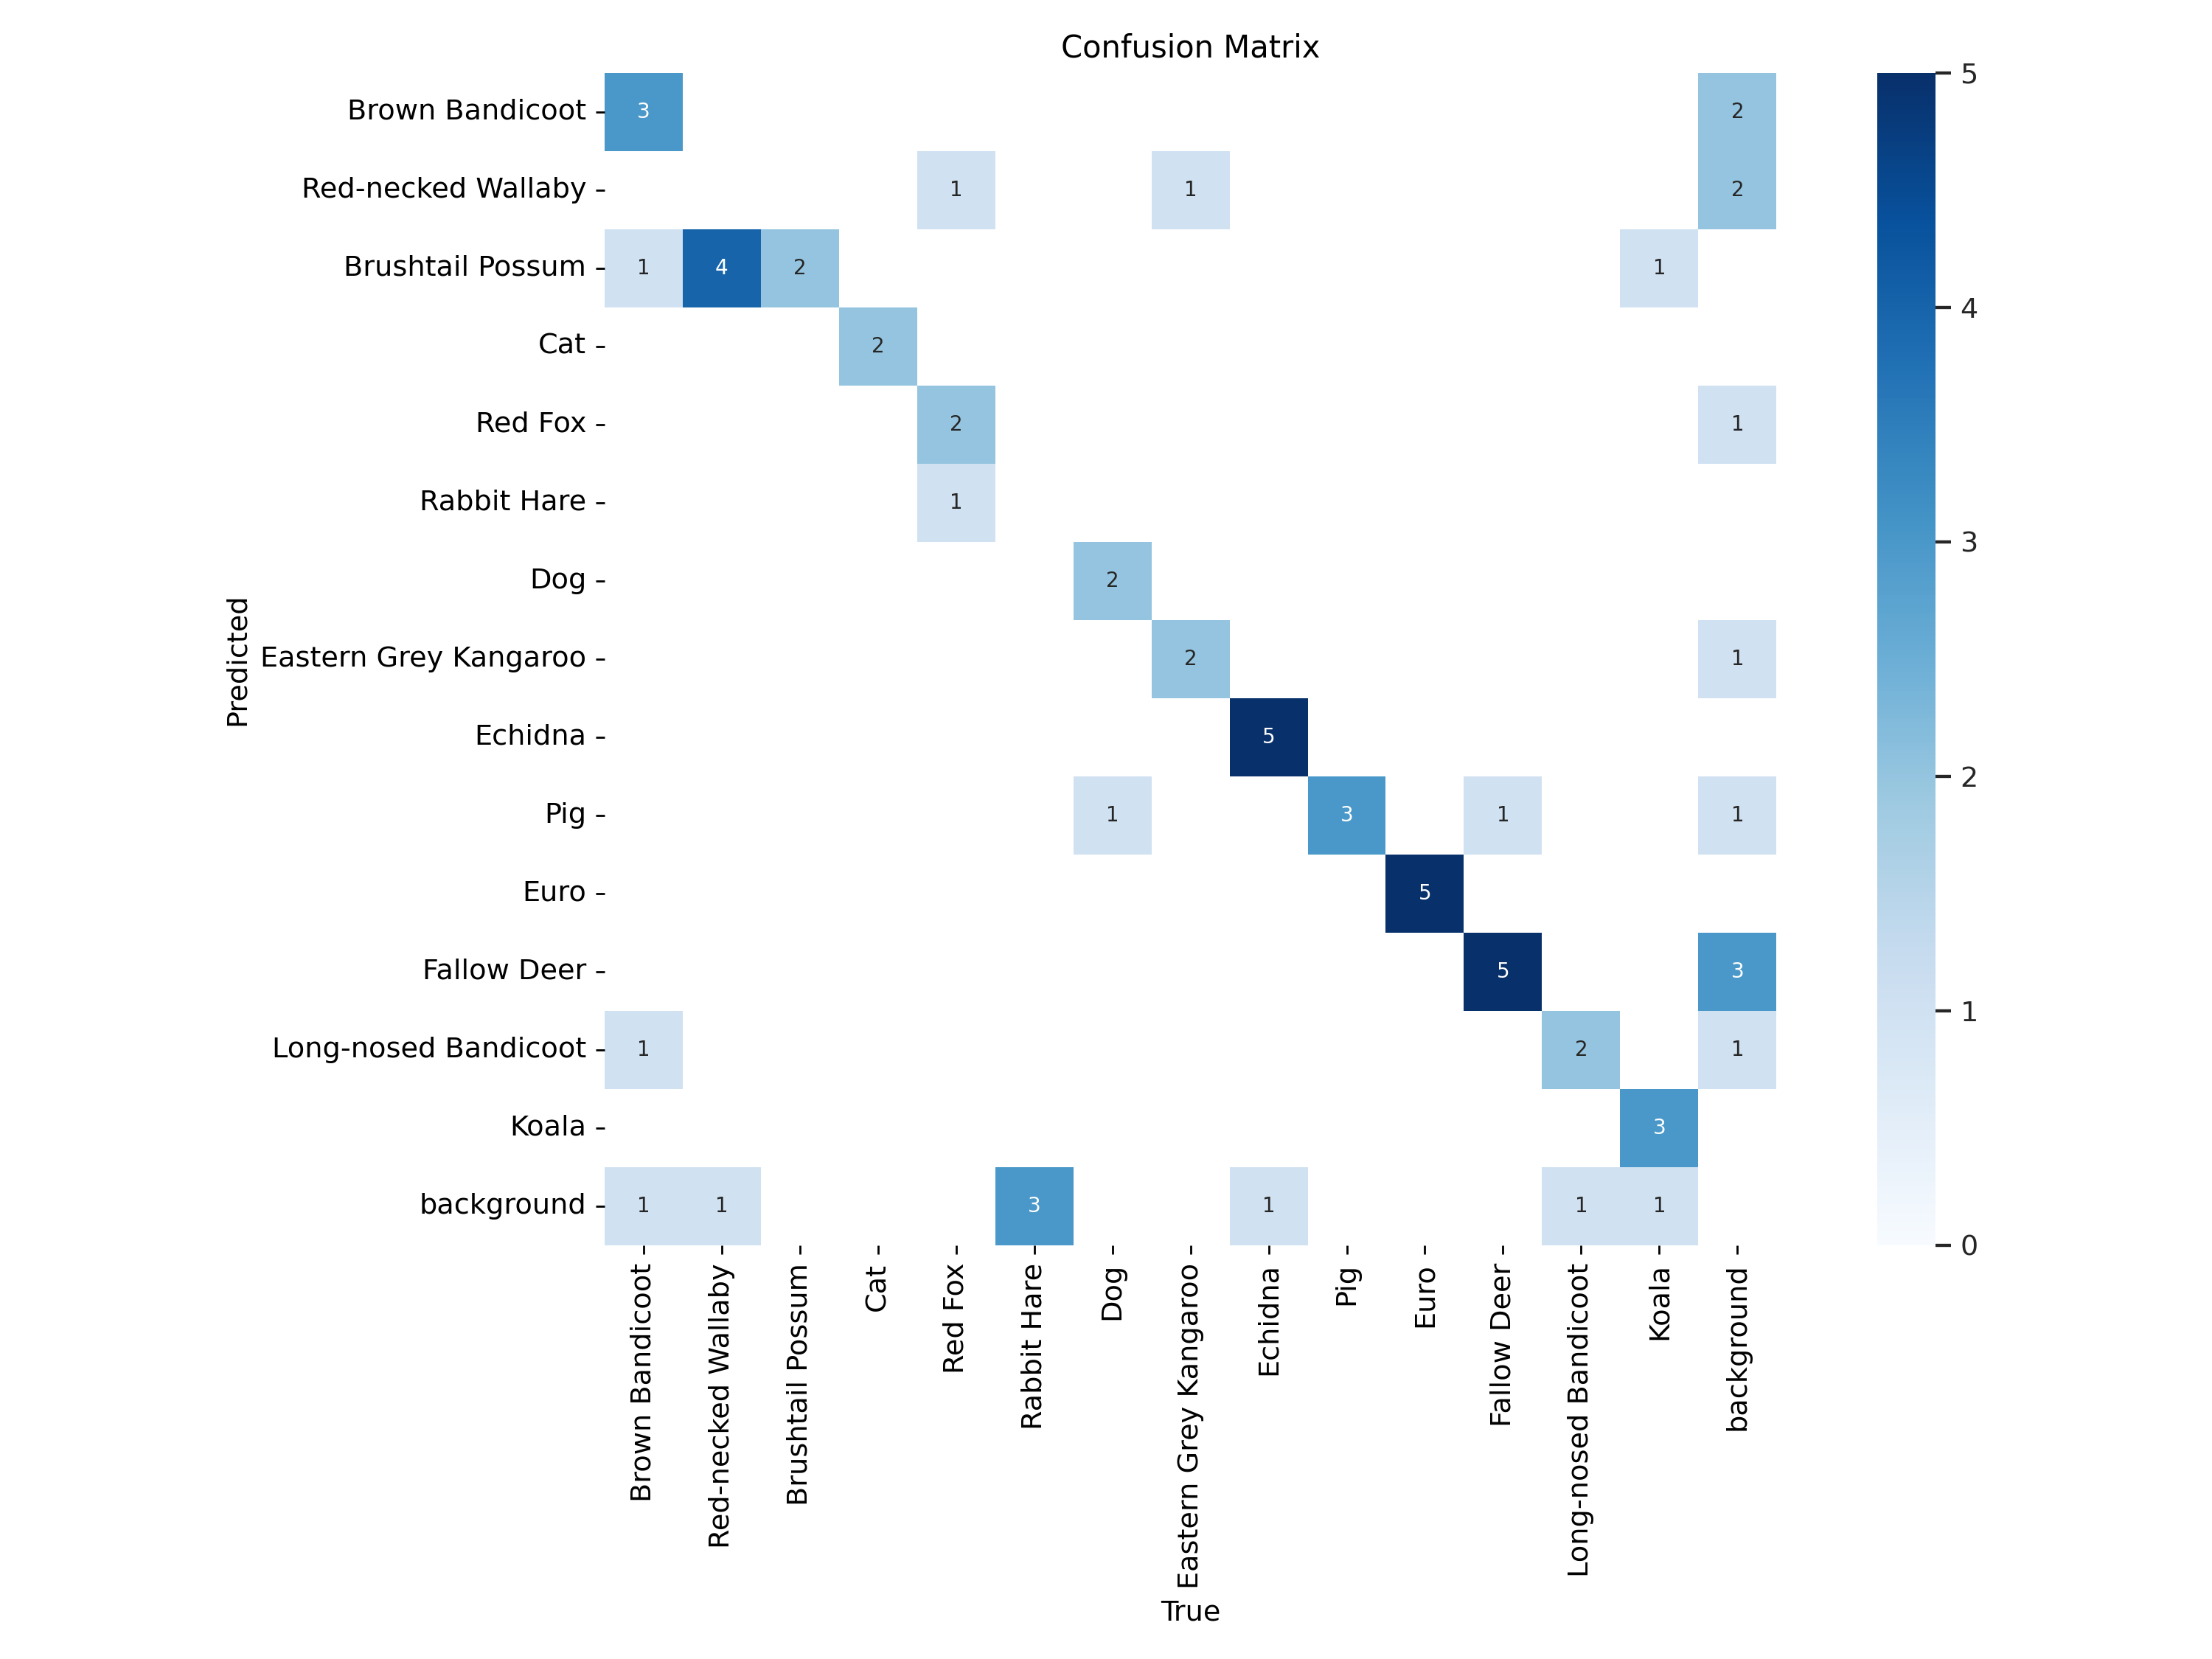 Confusion Matrix
Brown Bandicoot 3 2
Red-necked Wallaby 1 1 2
Brushtail Possum 1 4 2 1
Cat 2
Red Fox 2 1
Rabbit Hare 1
Dog 2
Eastern Grey Kangaroo 2 1
Echidna 5
Pig 1 3 1 1
Euro 5
Fallow Deer 5 3
Long-nosed Bandicoot 1 2 1
Koala 3
background 1 1 3 1 1 1
Predicted
Brown Bandicoot
Red-necked Wallaby
Brushtail Possum
Cat
Red Fox
Rabbit Hare
Dog
Eastern Grey Kangaroo
Echidna
Pig
Euro
Fallow Deer
Long-nosed Bandicoot
Koala
background
True
5
4
3
2
1
0